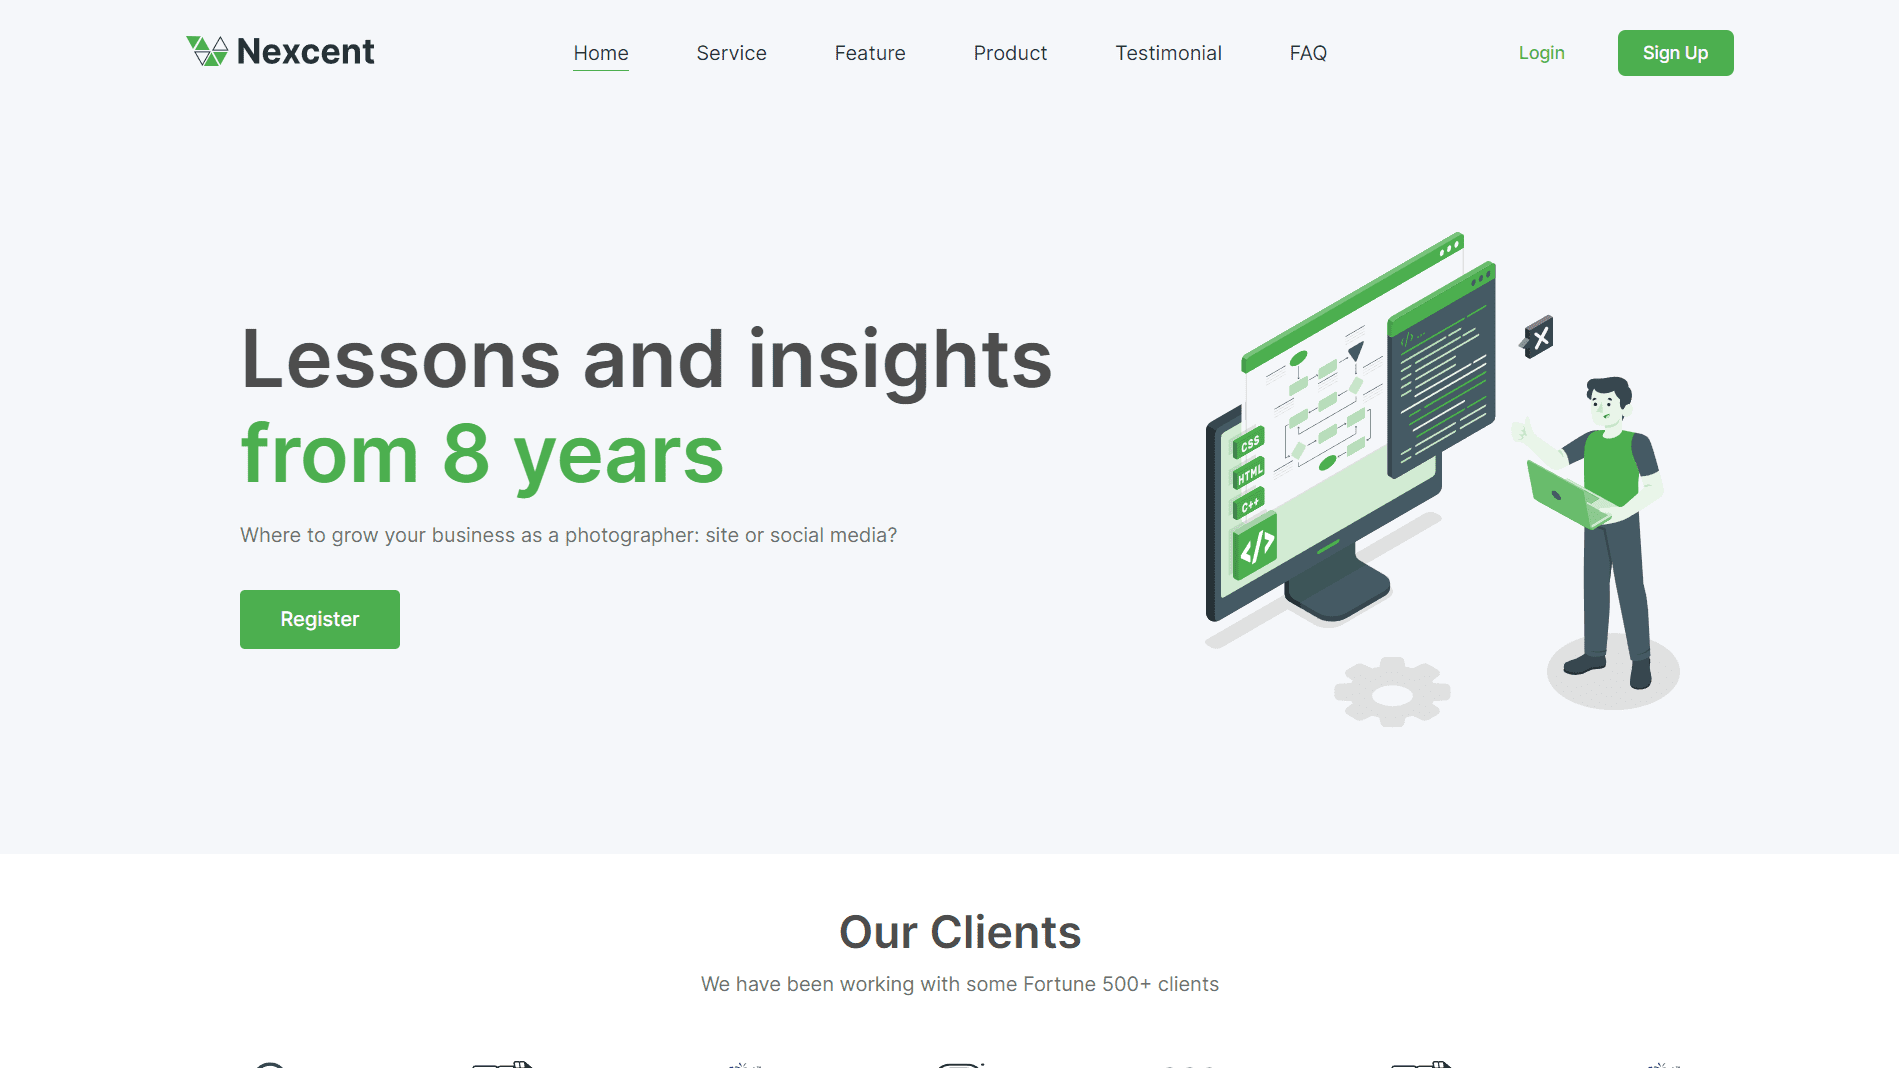 Nexcent
Home Service Feature Product Testimonial FAQ
Login Sign Up
Lessons and insights
from 8 years
Where to grow your business as a photographer: site or social media?
Register
CSS
HTML
C++
</>
Our Clients
We have been working with some Fortune 500+ clients